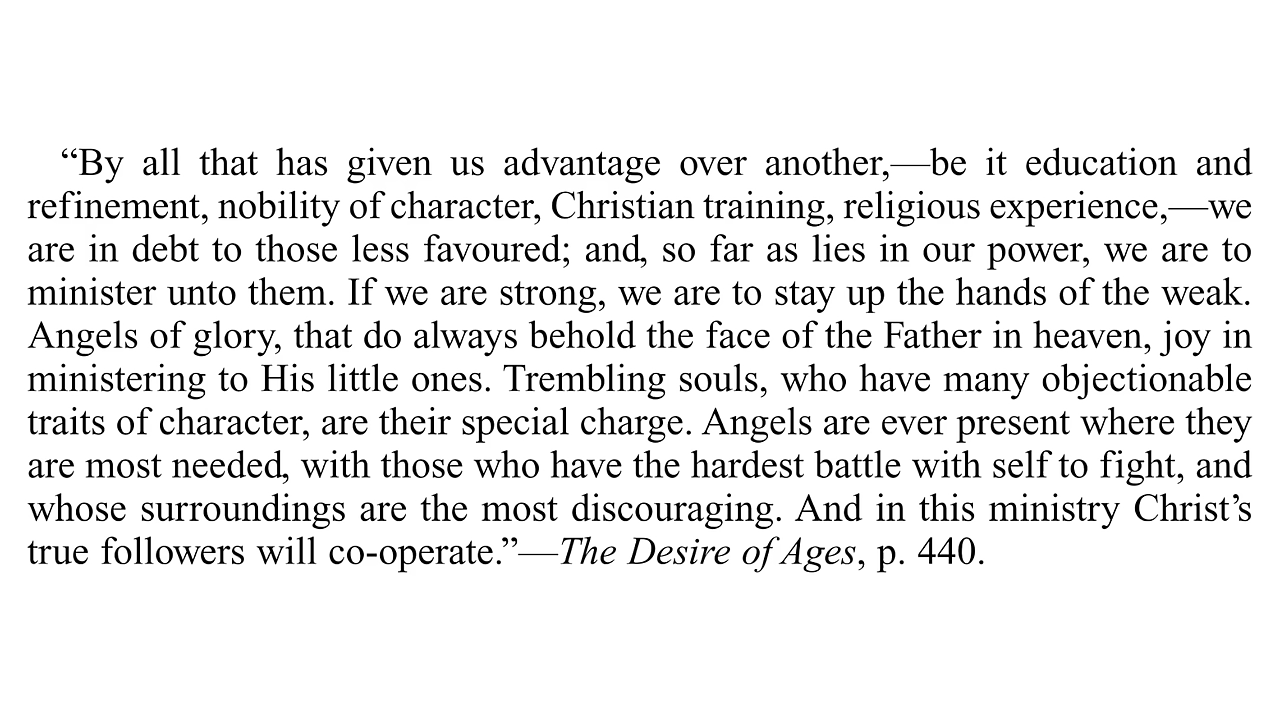 “By all that has given us advantage over another,—be it education and
refinement, nobility of character, Christian training, religious experience,—we
are in debt to those less favoured; and, so far as lies in our power, we are to
minister unto them. If we are strong, we are to stay up the hands of the weak.
Angels of glory, that do always behold the face of the Father in heaven, joy in
ministering to His little ones. Trembling souls, who have many objectionable
traits of character, are their special charge. Angels are ever present where they
are most needed, with those who have the hardest battle with self to fight, and
whose surroundings are the most discouraging. And in this ministry Christ’s
true followers will co-operate.”—The Desire of Ages, p. 440.